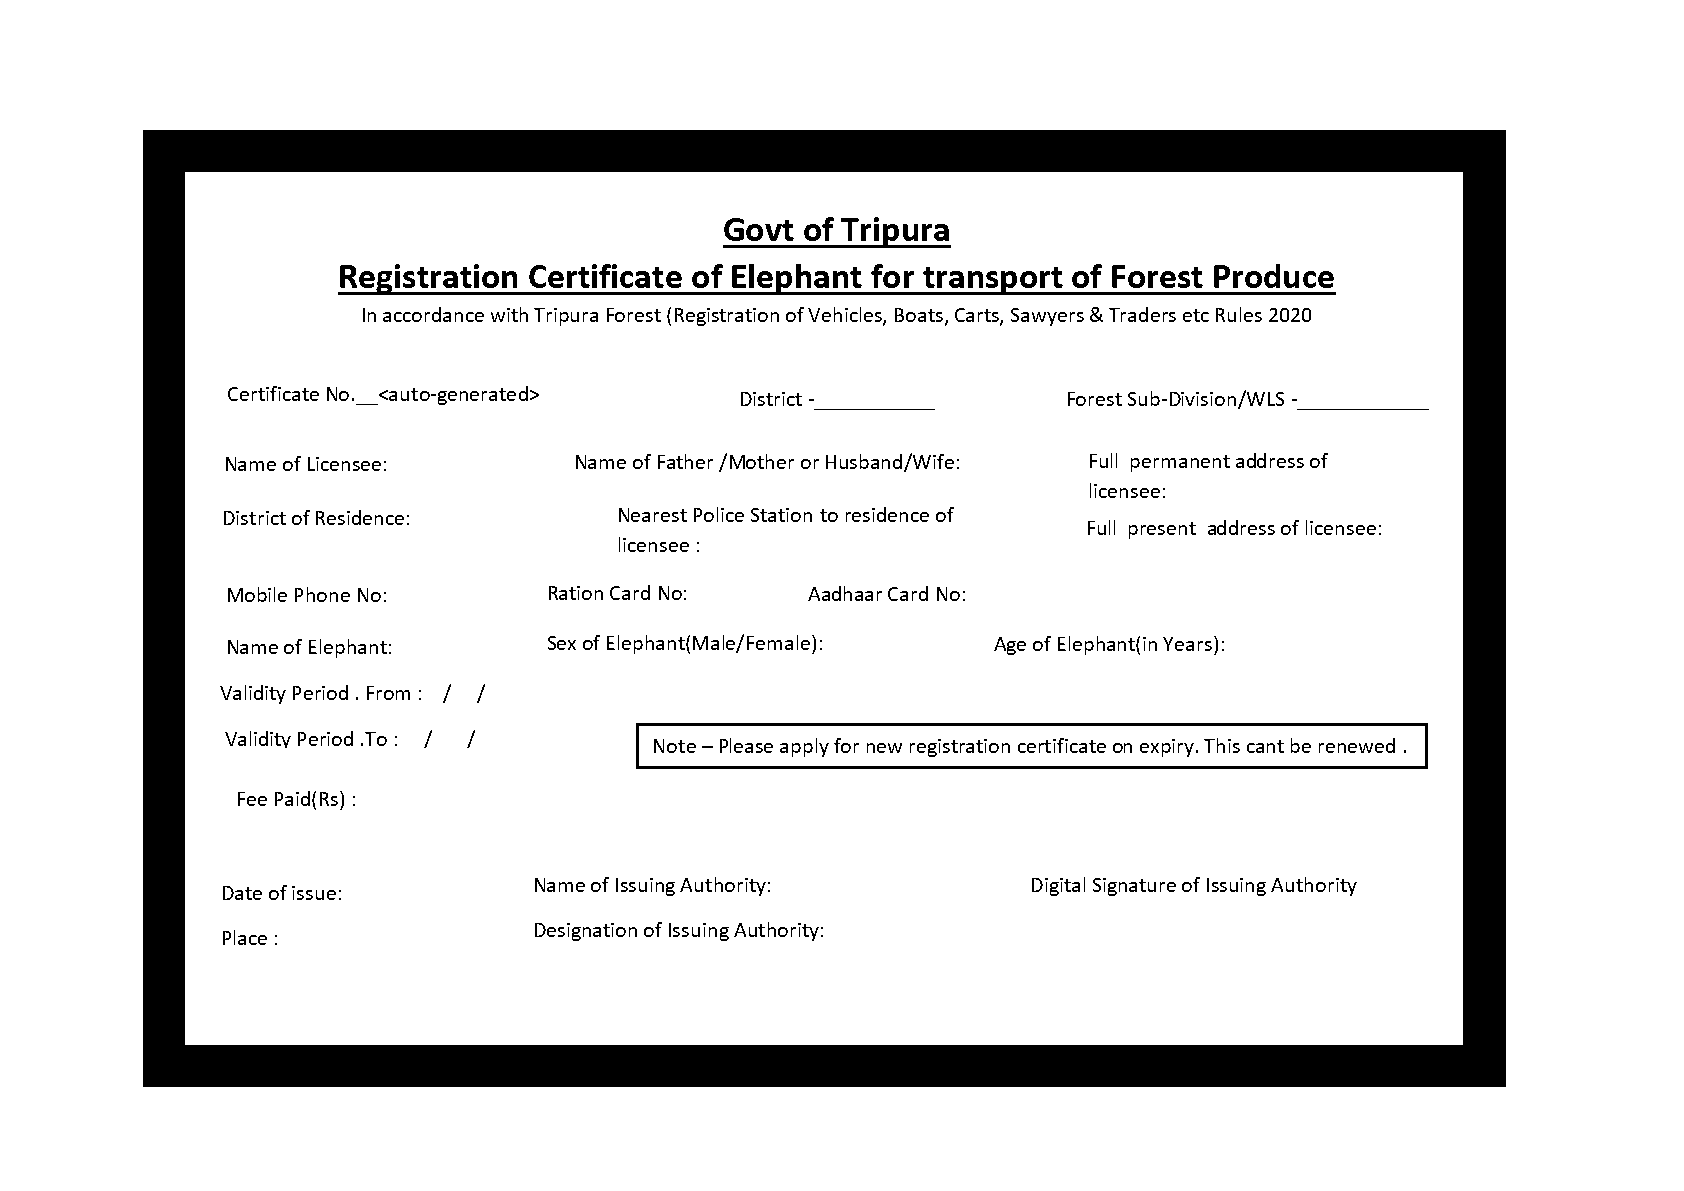 Govt of Tripura
Registration Certificate of Elephant for transport of Forest Produce
In accordance with Tripura Forest (Registration of Vehicles, Boats, Carts, Sawyers & Traders etc Rules 2020
Certificate No.__<auto-generated>
District -___________
Forest Sub-Division/WLS -____________
Name of Licensee:
Name of Father /Mother or Husband/Wife:
Full permanent address of
licensee:
District of Residence:
Nearest Police Station to residence of
licensee :
Full present address of licensee:
Mobile Phone No:
Ration Card No:
Aadhaar Card No:
Name of Elephant:
Sex of Elephant(Male/Female):
Age of Elephant(in Years):
Validity Period . From : / /
Validity Period .To : / /
Note – Please apply for new registration certificate on expiry. This cant be renewed .
Fee Paid(Rs) :
Date of issue:
Name of Issuing Authority:
Digital Signature of Issuing Authority
Place :
Designation of Issuing Authority: